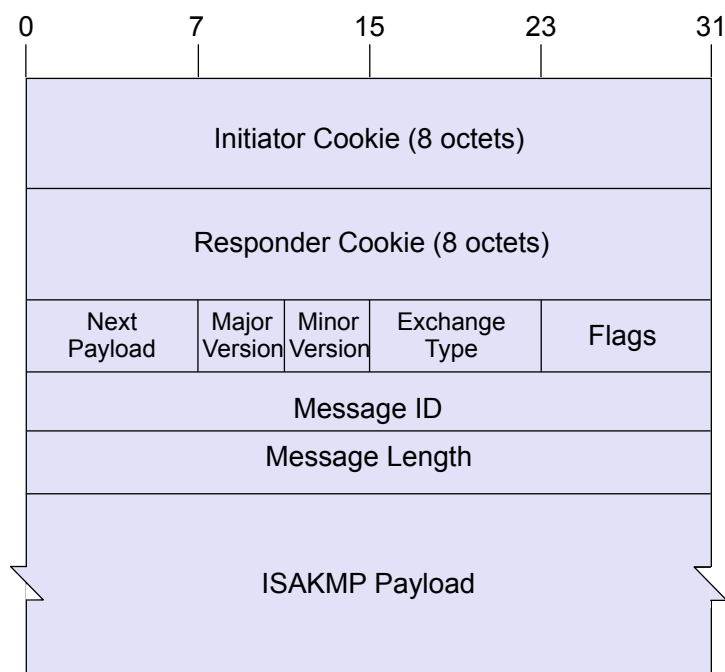 0 7 15 23 31
Initiator Cookie (8 octets)
Responder Cookie (8 octets)
Next Payload
Major Version
Minor Version
Exchange Type
Flags
Message ID
Message Length
ISAKMP Payload